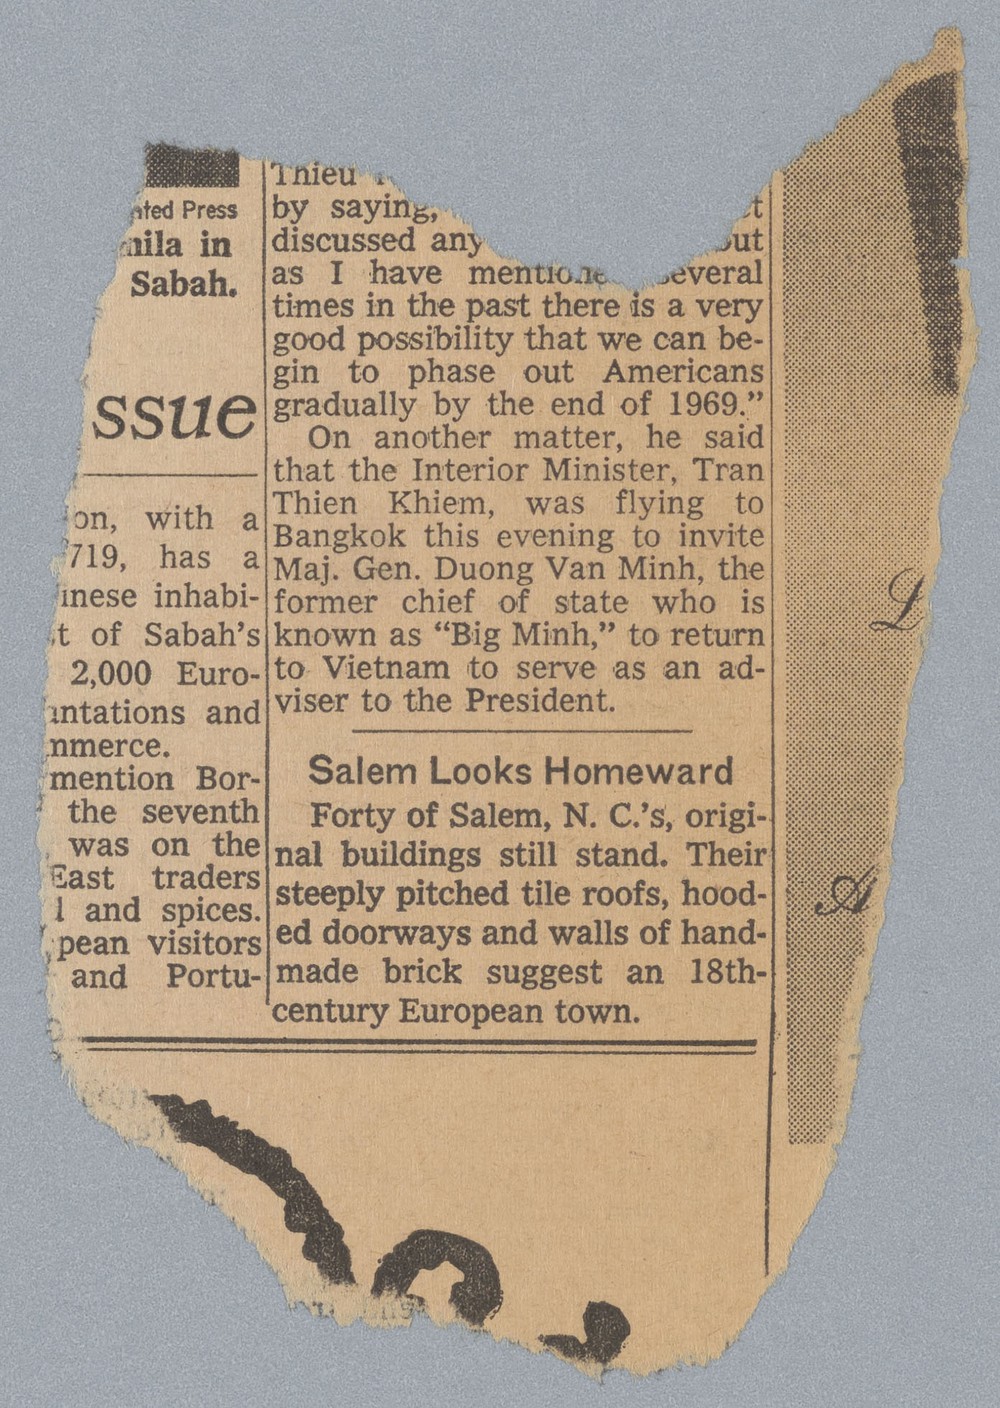 Press
in
Sabah.
ssue
on, with a
719, has a
inese inhabi-
t of Sabah's
2,000 Euro-
ntations and
mmerce.
mention Bor-
the seventh
was on the
East traders
l and spices.
pean visitors
and Portu-
Thieu
by saying,
discussed any
as I have several
times in the past there is a very
good possibility that we can be-
gin to phase out Americans
gradually by the end of 1969.”
On another matter, he said
that the Interior Minister, Tran
Thien Khiem, was flying to
Bangkok this evening to invite
Maj. Gen. Duong Van Minh, the
former chief of state who is
known as “Big Minh,” to return
to Vietnam to serve as an ad-
viser to the President.
Salem Looks Homeward
Forty of Salem, N. C.'s, origi-
nal buildings still stand. Their
steeply pitched tile roofs, hood-
ed doorways and walls of hand-
made brick suggest an 18th-
century European town.
L
A